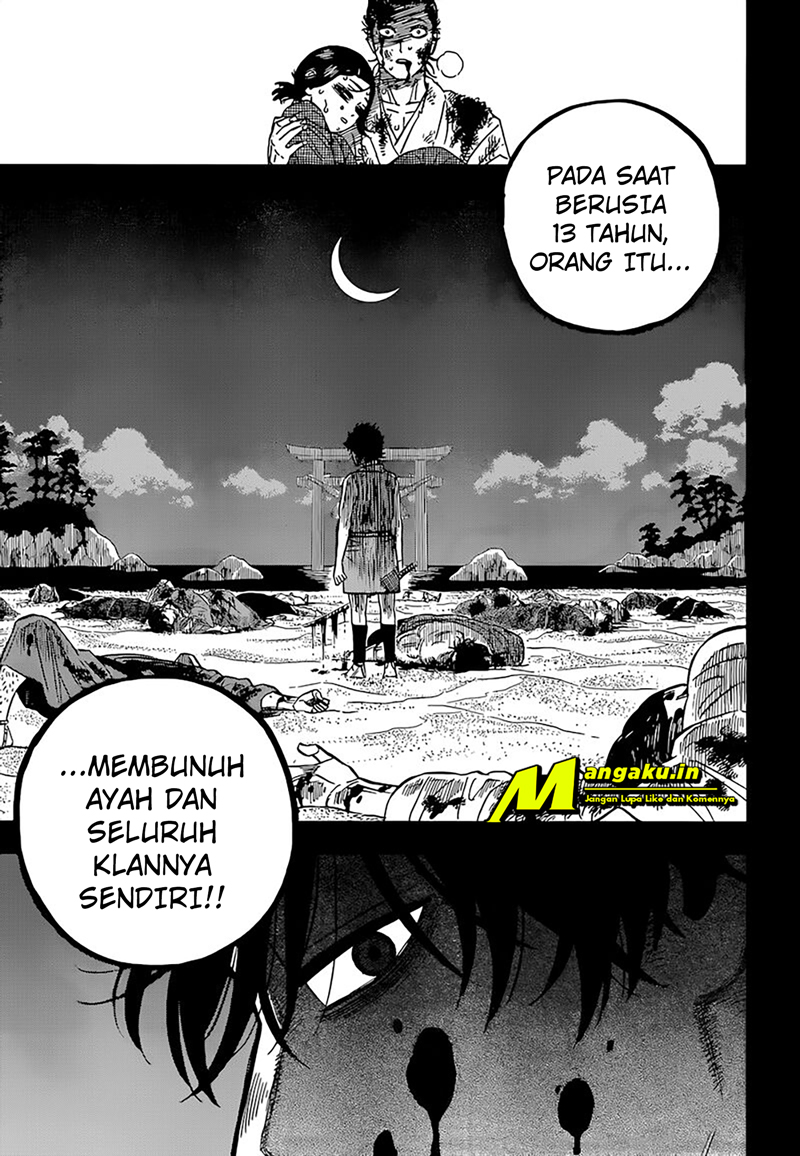 PADA SAAT
BERUSIA
13 TAHUN,
ORANG ITU...
...MEMBUNUH
AYAH DAN
SELURUH
KLANNYA
SENDIRI!!
Mangaku.in
Jangan Lupa Like dan Komennya